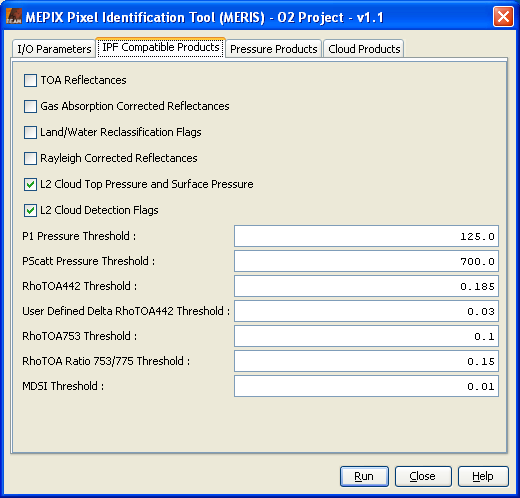 MEPIX Pixel Identification Tool (MERIS) - O2 Project - v1.1
I/O Parameters IPF Compatible Products Pressure Products Cloud Products
TOA Reflectances
Gas Absorption Corrected Reflectances
Land/Water Reclassification Flags
Rayleigh Corrected Reflectances
L2 Cloud Top Pressure and Surface Pressure
L2 Cloud Detection Flags
P1 Pressure Threshold : 125.0
PScatt Pressure Threshold : 700.0
RhoTOA442 Threshold : 0.185
User Defined Delta RhoTOA442 Threshold : 0.03
RhoTOA753 Threshold : 0.1
RhoTOA Ratio 753/775 Threshold : 0.15
MDSI Threshold : 0.01
Run Close Help